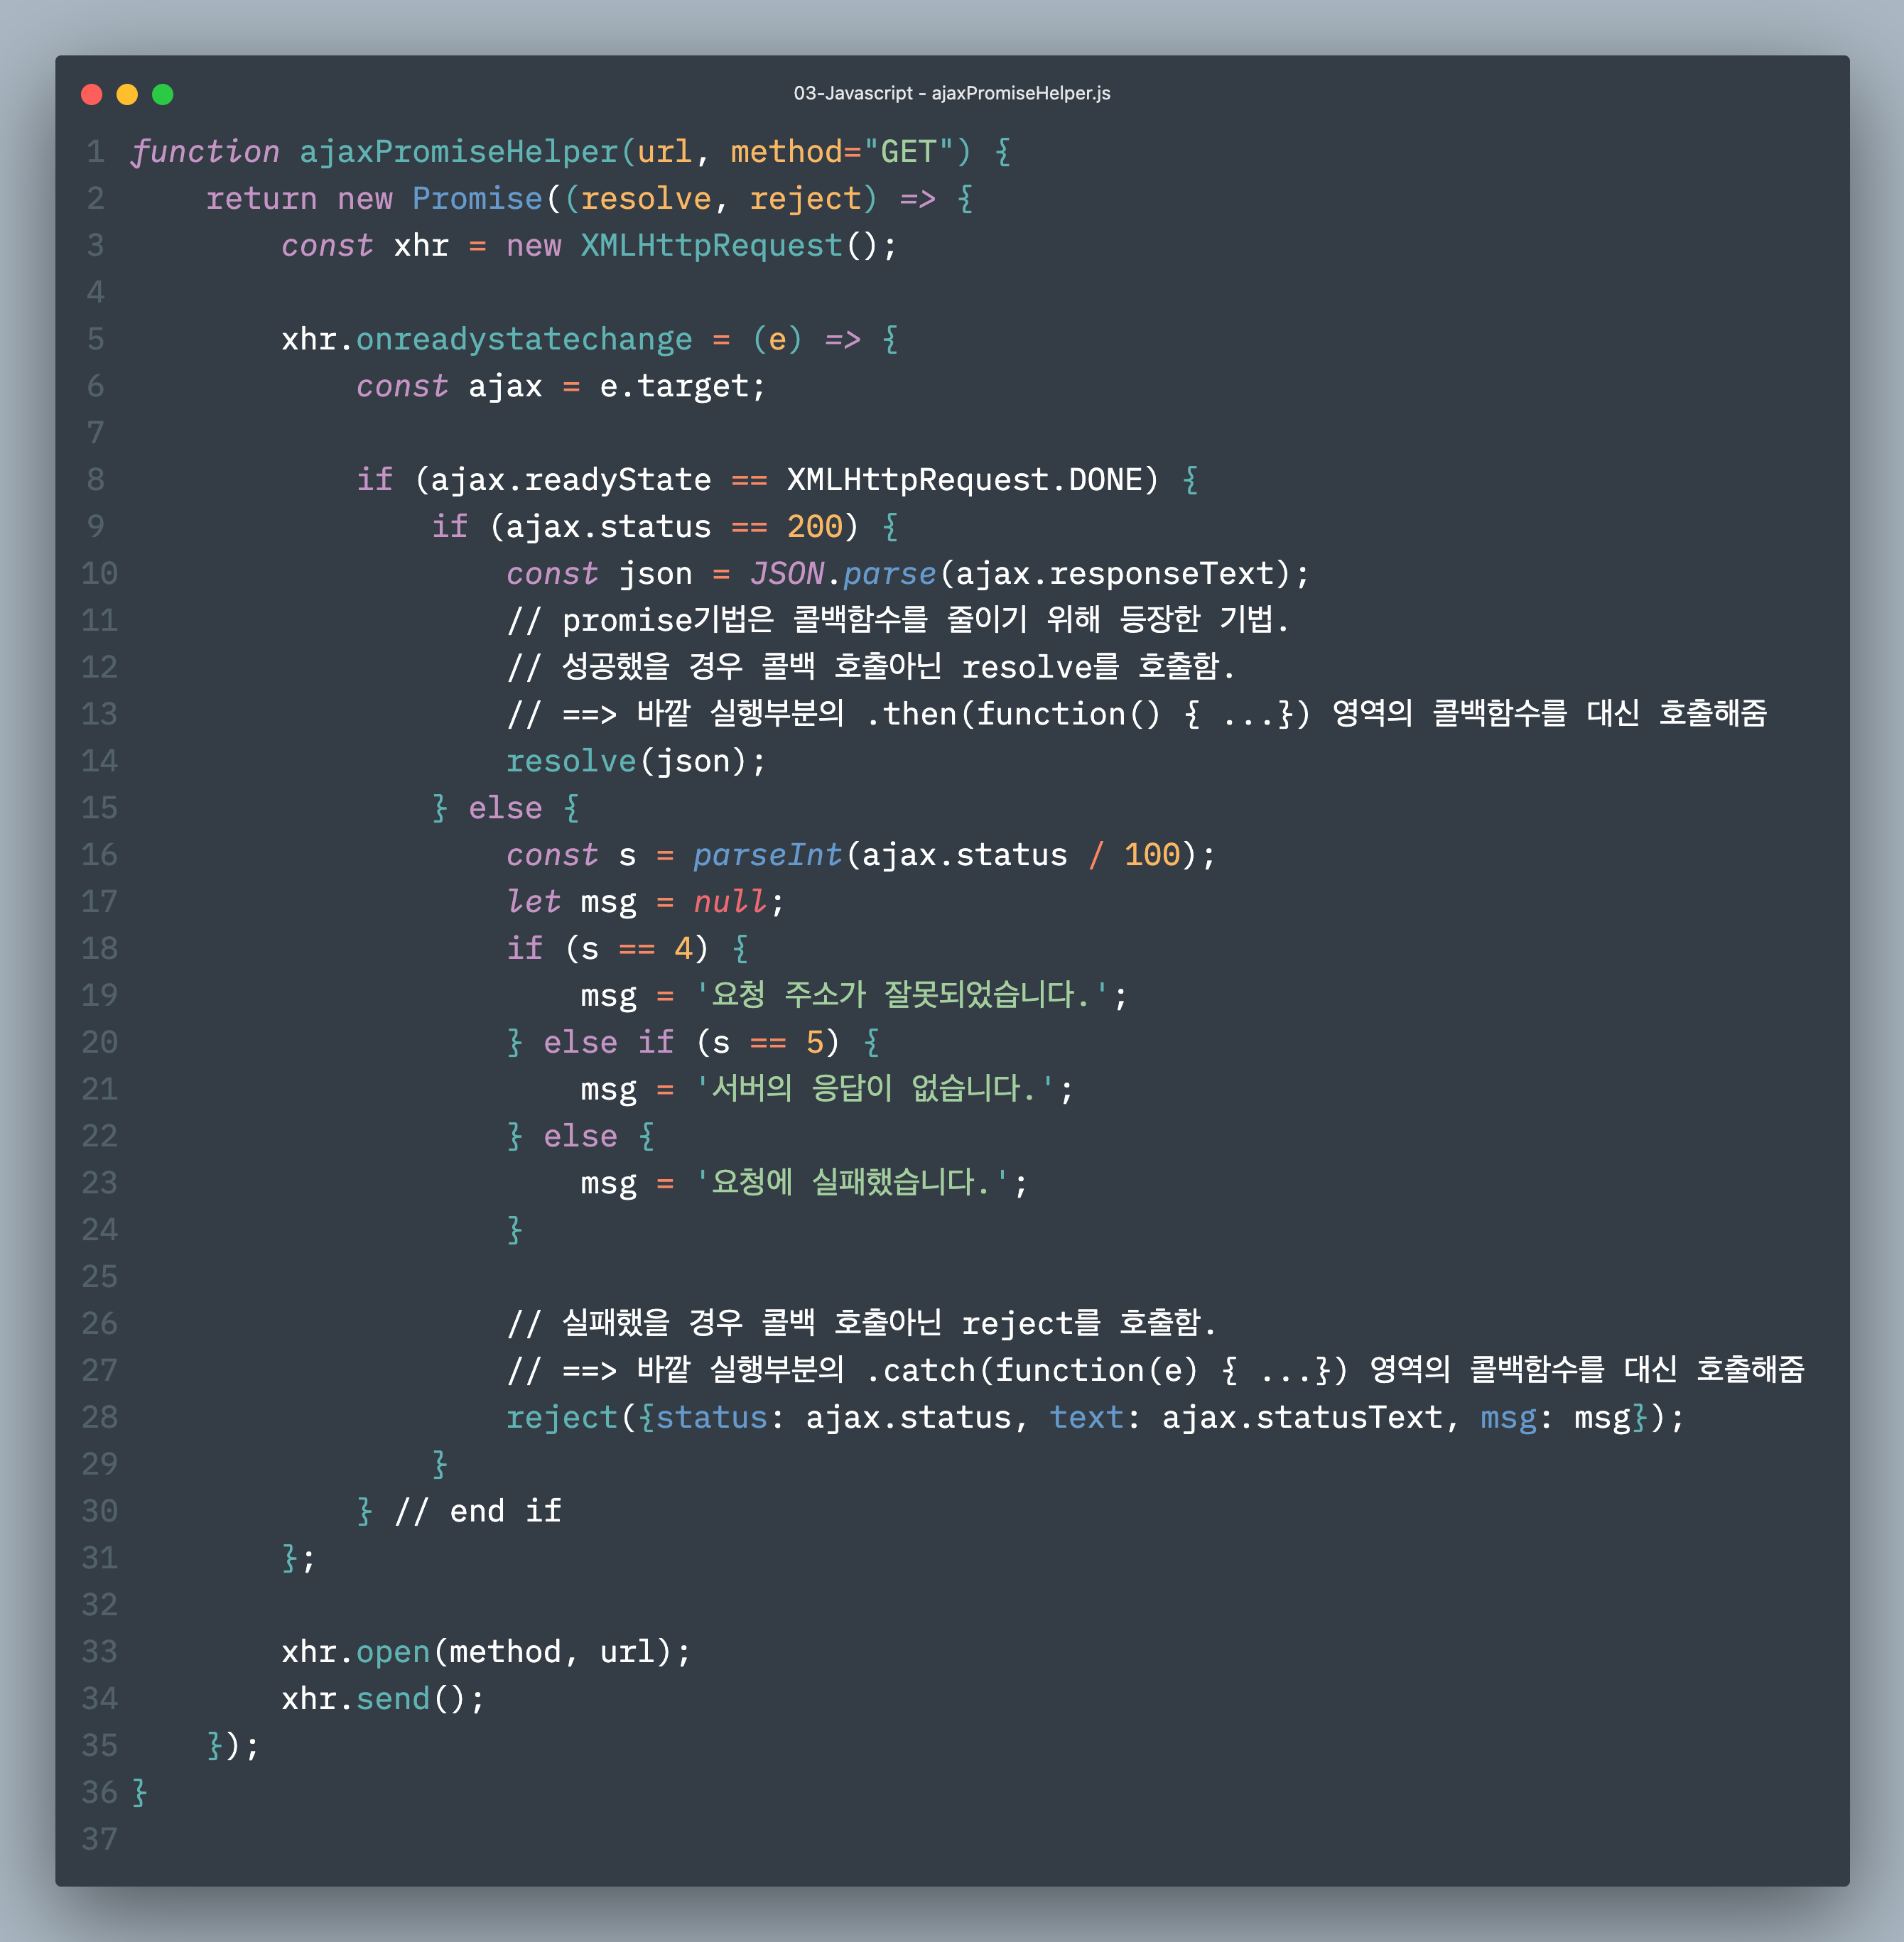 03-Javascript - ajaxPromiseHelper.js
1 function ajaxPromiseHelper(url, method="GET") {
2     return new Promise((resolve, reject) => {
3         const xhr = new XMLHttpRequest();
4
5         xhr.onreadystatechange = (e) => {
6             const ajax = e.target;
7
8             if (ajax.readyState == XMLHttpRequest.DONE) {
9                 if (ajax.status == 200) {
10                     const json = JSON.parse(ajax.responseText);
11                     // promise기법은 콜백함수를 줄이기 위해 등장한 기법.
12                     // 성공했을 경우 콜백 호출아닌 resolve를 호출함.
13                     // ==> 바깥 실행부분의 .then(function() { ...}) 영역의 콜백함수를 대신 호출해줌
14                     resolve(json);
15                 } else {
16                     const s = parseInt(ajax.status / 100);
17                     let msg = null;
18                     if (s == 4) {
19                         msg = '요청 주소가 잘못되었습니다.';
20                     } else if (s == 5) {
21                         msg = '서버의 응답이 없습니다.';
22                     } else {
23                         msg = '요청에 실패했습니다.';
24                     }
25
26                     // 실패했을 경우 콜백 호출아닌 reject를 호출함.
27                     // ==> 바깥 실행부분의 .catch(function(e) { ...}) 영역의 콜백함수를 대신 호출해줌
28                     reject({status: ajax.status, text: ajax.statusText, msg: msg});
29                 }
30             } // end if
31         };
32
33         xhr.open(method, url);
34         xhr.send();
35     });
36 }
37